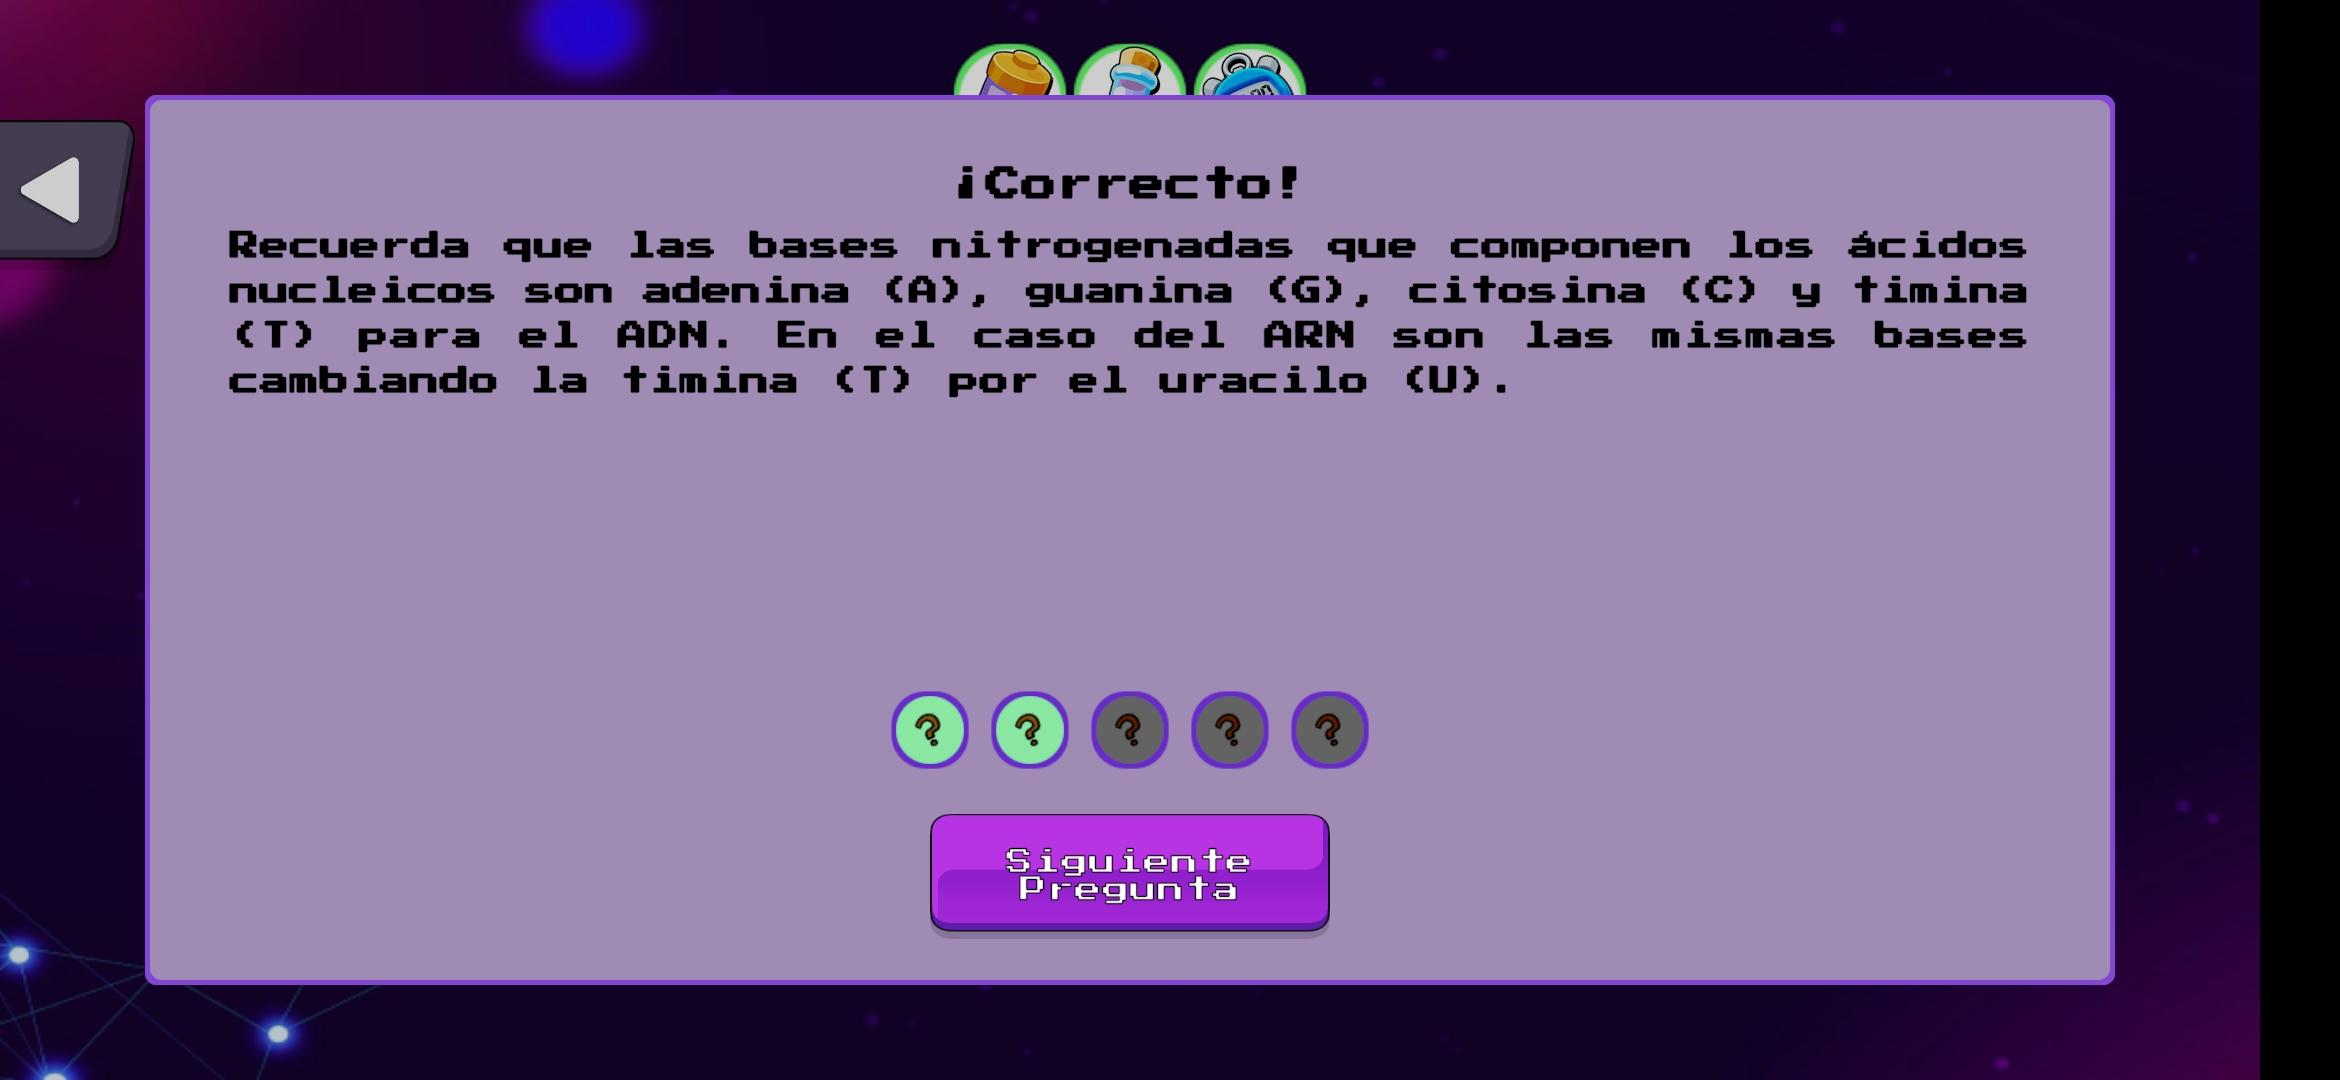 ¡Correcto!
Recuerda que las bases nitrogenadas que componen los ácidos
nucleicos son adenina (A), guanina (G), citosina (C) y timina
(T) para el ADN. En el caso del ARN son las mismas bases
cambiando la timina (T) por el uracilo (U).
? ? ? ? ?
Siguiente
Pregunta